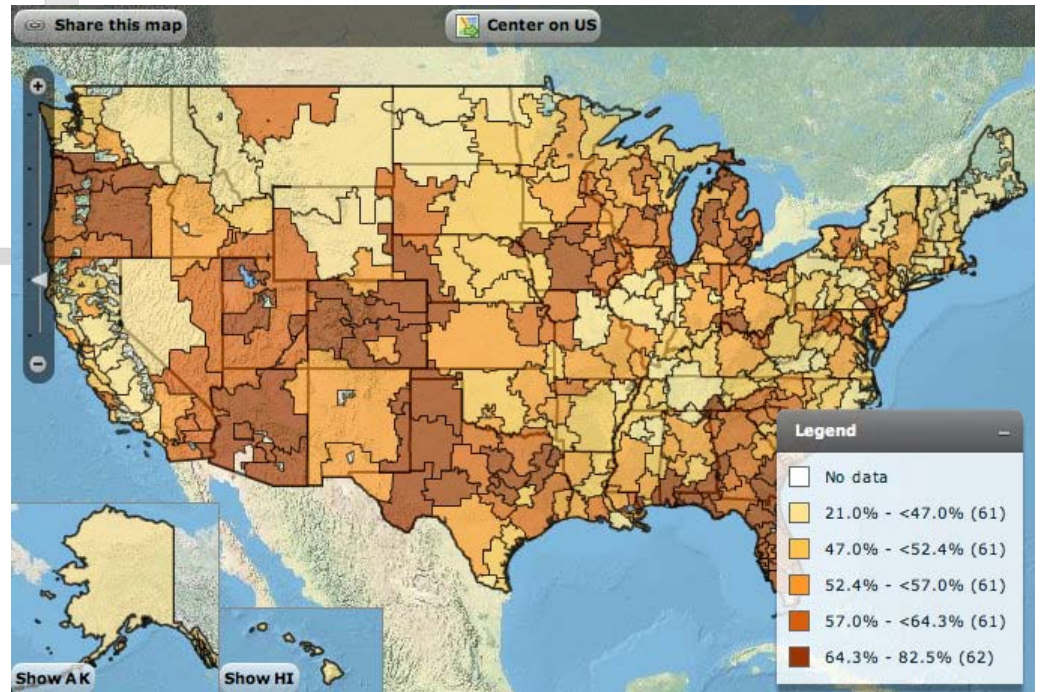 Share this map
Center on US
+
–
Legend –
No data
21.0% - <47.0% (61)
47.0% - <52.4% (61)
52.4% - <57.0% (61)
57.0% - <64.3% (61)
64.3% - 82.5% (62)
Show AK
Show HI